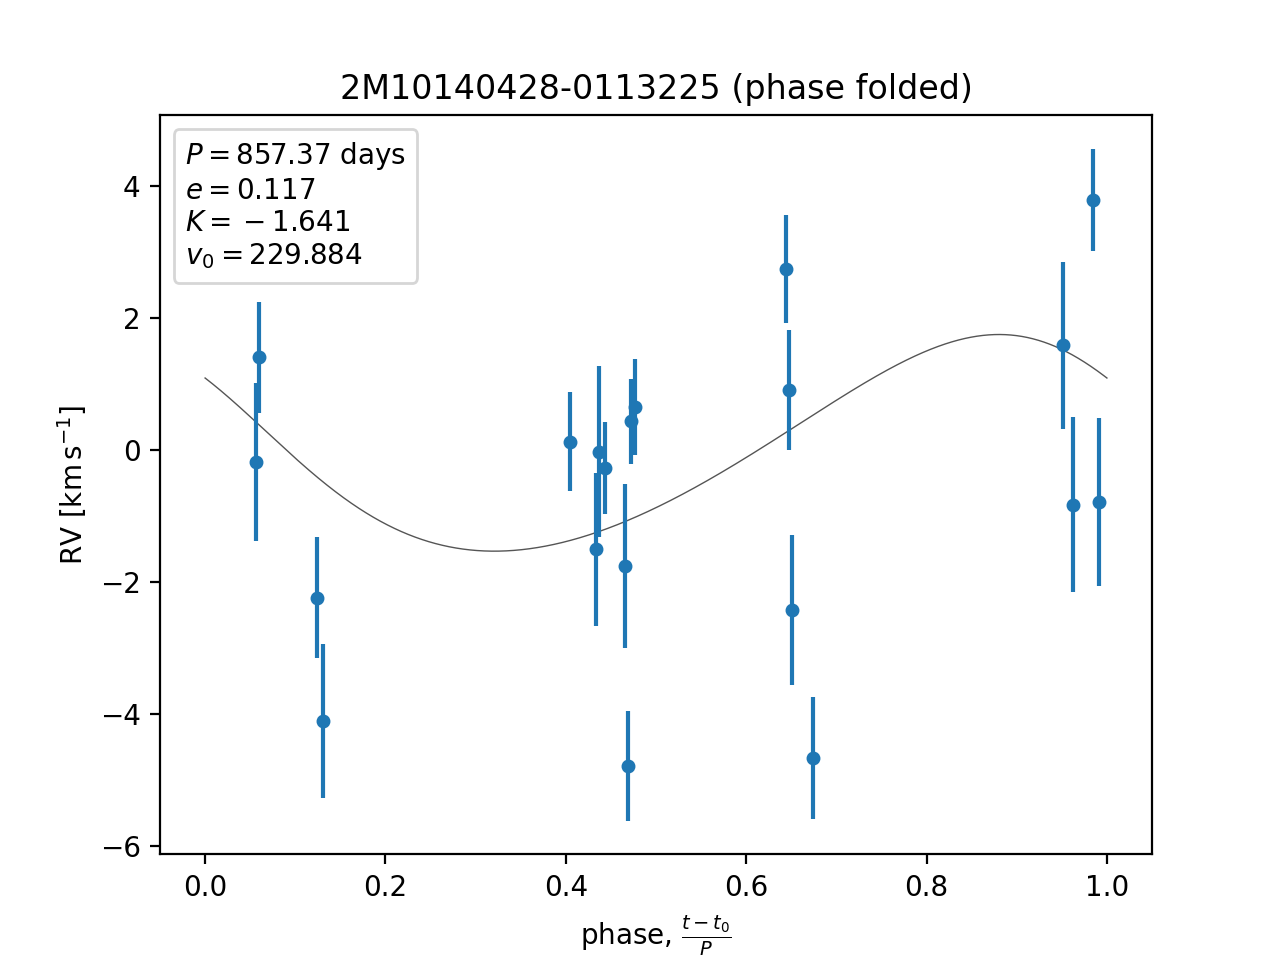 2M10140428-0113225 (phase folded)
P = 857.37 days
e = 0.117
K = −1.641
v₀ = 229.884
4
2
0
−2
−4
−6
RV [km s⁻¹]
0.0 0.2 0.4 0.6 0.8 1.0
phase, (t − t₀)/P